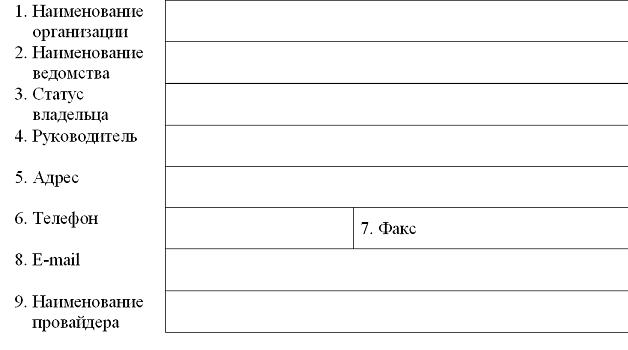 1. Наименование
организации
2. Наименование
ведомства
3. Статус
владельца
4. Руководитель
5. Адрес
6. Телефон
7. Факс
8. E-mail
9. Наименование
провайдера